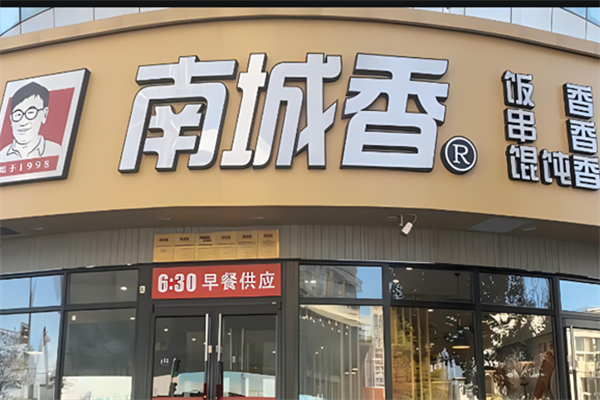 南城香®
饭 香
串 香
馄饨香
始于1998
6:30 早餐供应